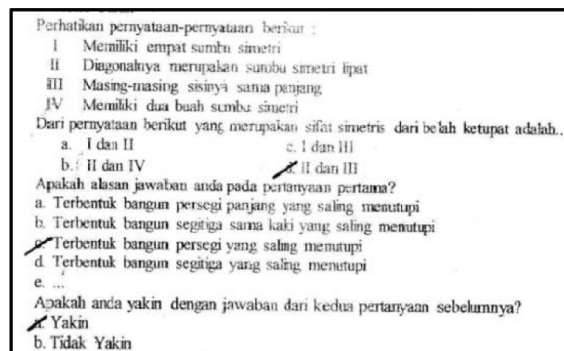 Perhatikan pernyataan-pernyataan berikut :
I Memiliki empat sumbu simetri
II Diagonalnya merupakan sumbu simetri lipat
III Masing-masing sisinya sama panjang
IV Memiliki dua buah sumbu simetri
Dari pernyataan berikut yang merupakan sifat simetris dari belah ketupat adalah..
a. I dan II c. I dan III
b. II dan IV d. II dan III
Apakah alasan jawaban anda pada pertanyaan pertama?
a. Terbentuk bangun persegi panjang yang saling menutupi
b. Terbentuk bangun segitiga sama kaki yang saling menutupi
c. Terbentuk bangun persegi yang saling menutupi
d. Terbentuk bangun segitiga yang saling menutupi
e. ...
Apakah anda yakin dengan jawaban dari kedua pertanyaan sebelumnya?
a. Yakin
b. Tidak Yakin